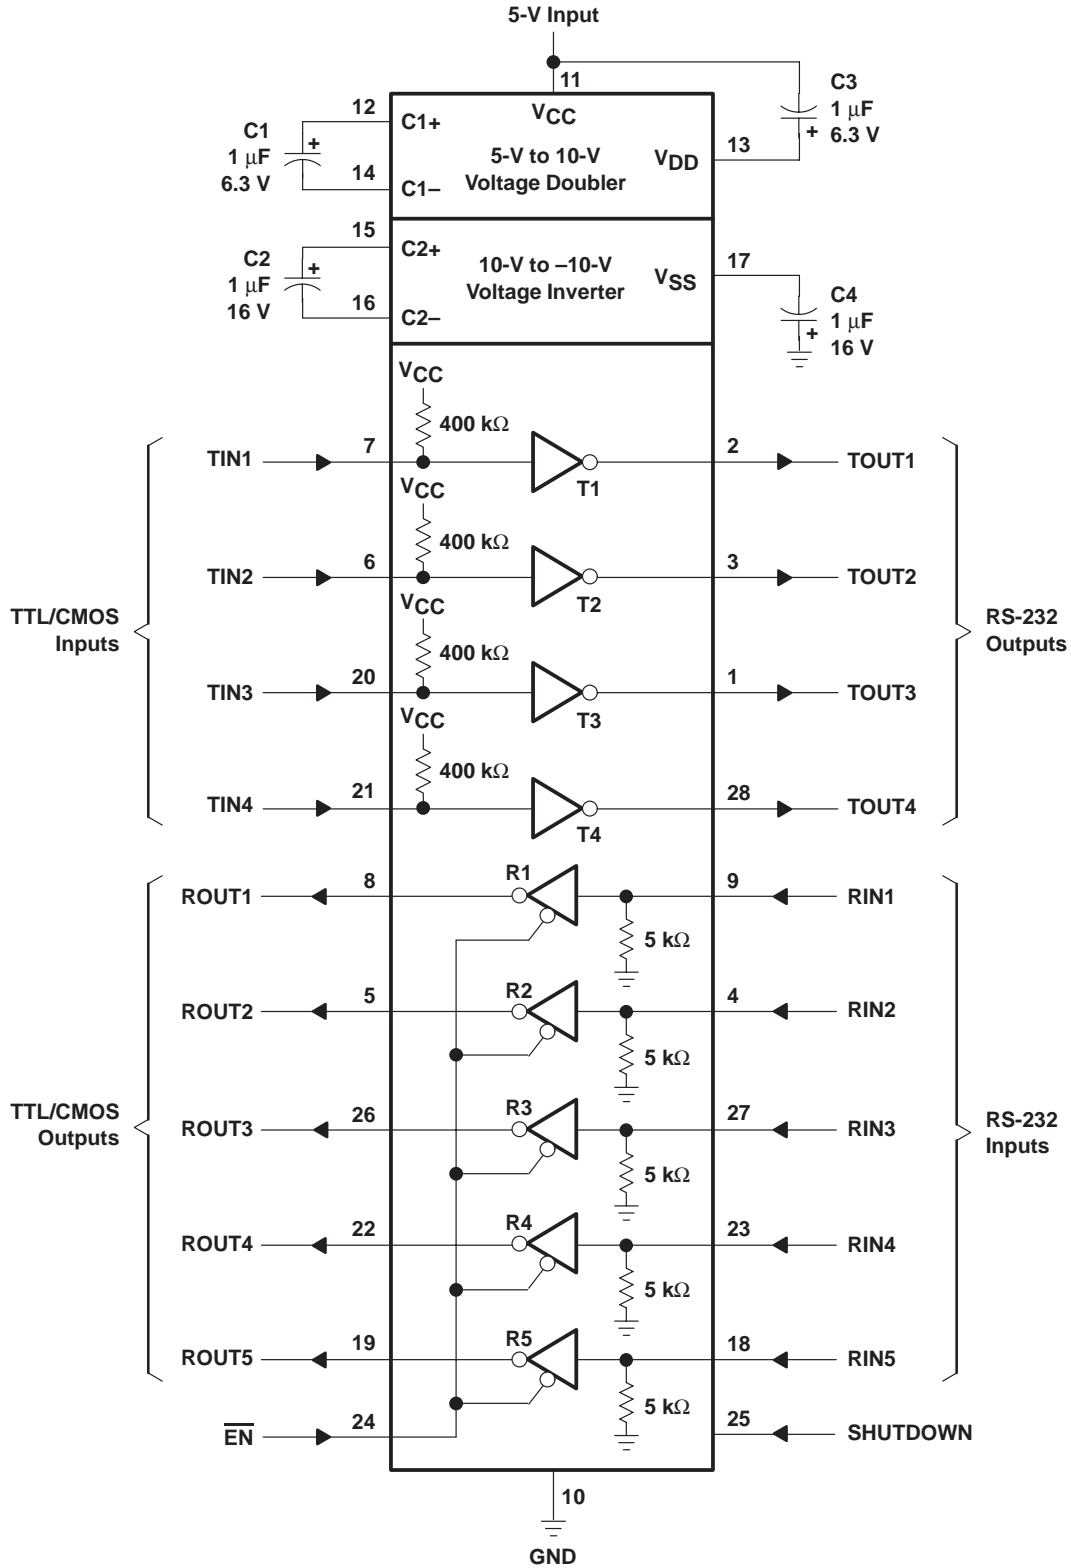 5-V Input
11
C3
1 μF
6.3 V
+
13
12
C1
1 μF
6.3 V
+
14
C1+
C1–
VCC
5-V to 10-V
Voltage Doubler
VDD
15
C2
1 μF
16 V
+
16
C2+
C2–
10-V to –10-V
Voltage Inverter
VSS
17
C4
1 μF
16 V
+
VCC
400 kΩ
TIN1
7
T1
2
TOUT1
VCC
400 kΩ
TIN2
6
T2
3
TOUT2
TTL/CMOS
Inputs
RS-232
Outputs
VCC
400 kΩ
TIN3
20
T3
1
TOUT3
VCC
400 kΩ
TIN4
21
T4
28
TOUT4
ROUT1
8
R1
9
RIN1
5 kΩ
ROUT2
5
R2
4
RIN2
5 kΩ
TTL/CMOS
Outputs
RS-232
Inputs
ROUT3
26
R3
27
RIN3
5 kΩ
ROUT4
22
R4
23
RIN4
5 kΩ
ROUT5
19
R5
18
RIN5
5 kΩ
EN
24
25
SHUTDOWN
10
GND